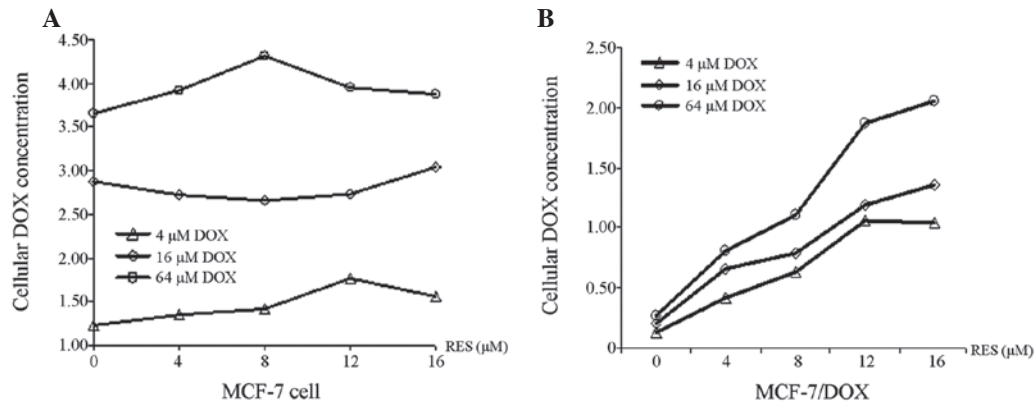 A
Cellular DOX concentration
4.50
4.00
3.50
3.00
2.50
2.00
1.50
1.00
4 µM DOX
16 µM DOX
64 µM DOX
0 4 8 12 16
RES (µM)
MCF-7 cell
B
Cellular DOX concentration
2.50
2.00
1.50
1.00
0.50
0
4 µM DOX
16 µM DOX
64 µM DOX
0 4 8 12 16
RES (µM)
MCF-7/DOX